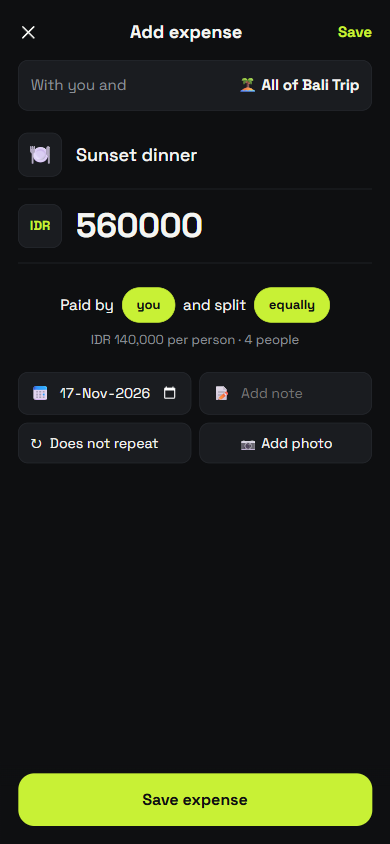 Add expense
Save
With you and
All of Bali Trip
Sunset dinner
IDR
560000
Paid by you and split equally
IDR 140,000 per person · 4 people
17-Nov-2026
Add note
Does not repeat
Add photo
Save expense